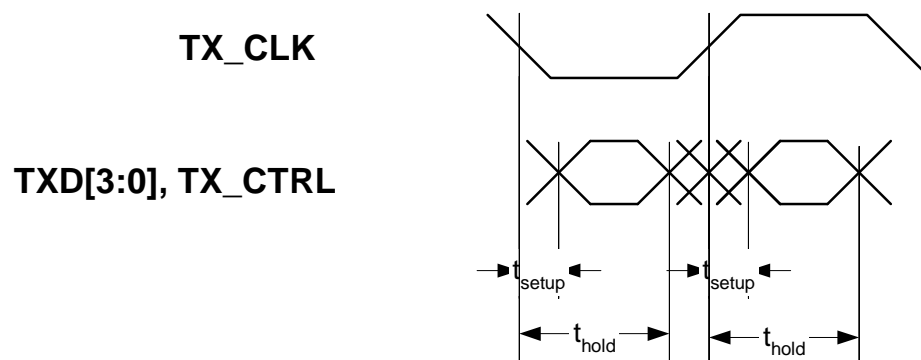 TX_CLK
TXD[3:0], TX_CTRL
tsetup tsetup
thold thold